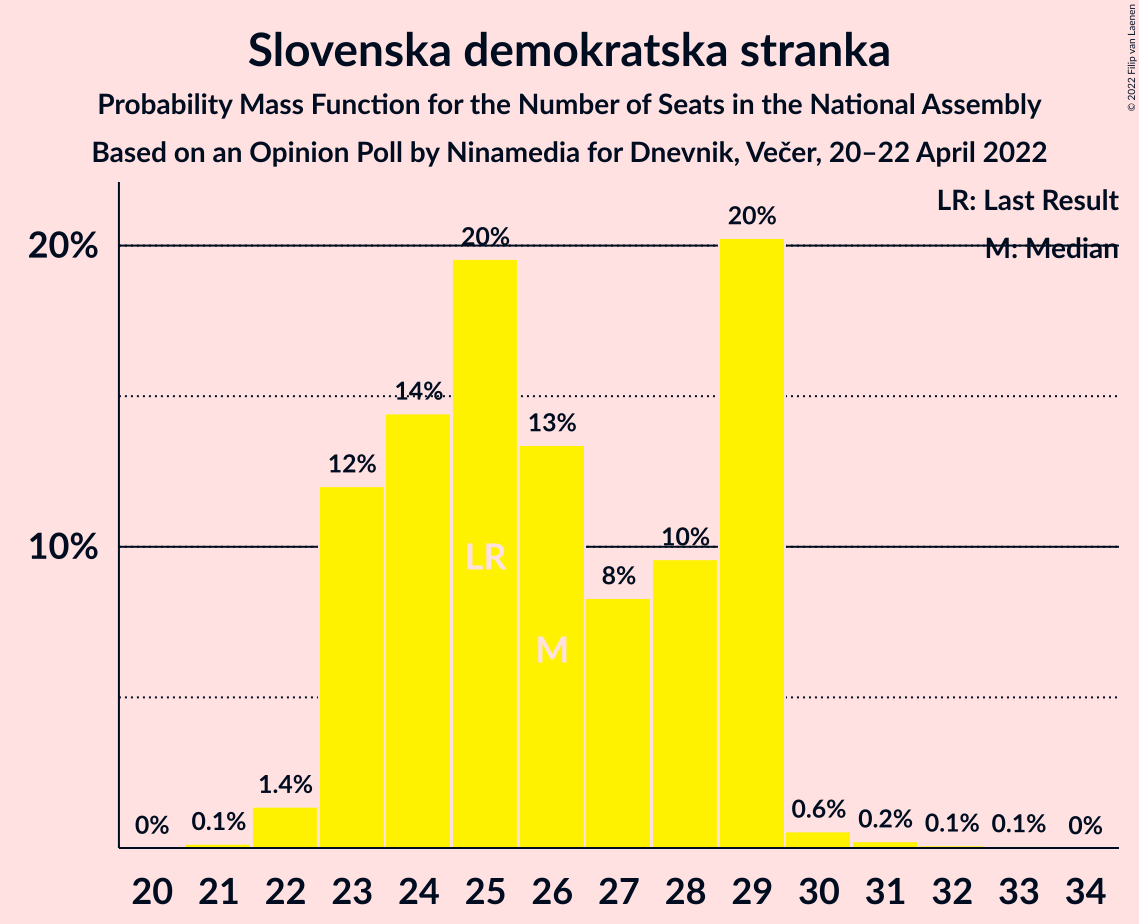 © 2022 Filip van Laenen
Slovenska demokratska stranka
Probability Mass Function for the Number of Seats in the National Assembly
Based on an Opinion Poll by Ninamedia for Dnevnik, Večer, 20–22 April 2022
LR: Last Result
M: Median
20%
10%
0%
0.1%
1.4%
12%
14%
20%
13%
8%
10%
20%
0.6%
0.2%
0.1%
0.1%
0%
LR
M
20 21 22 23 24 25 26 27 28 29 30 31 32 33 34